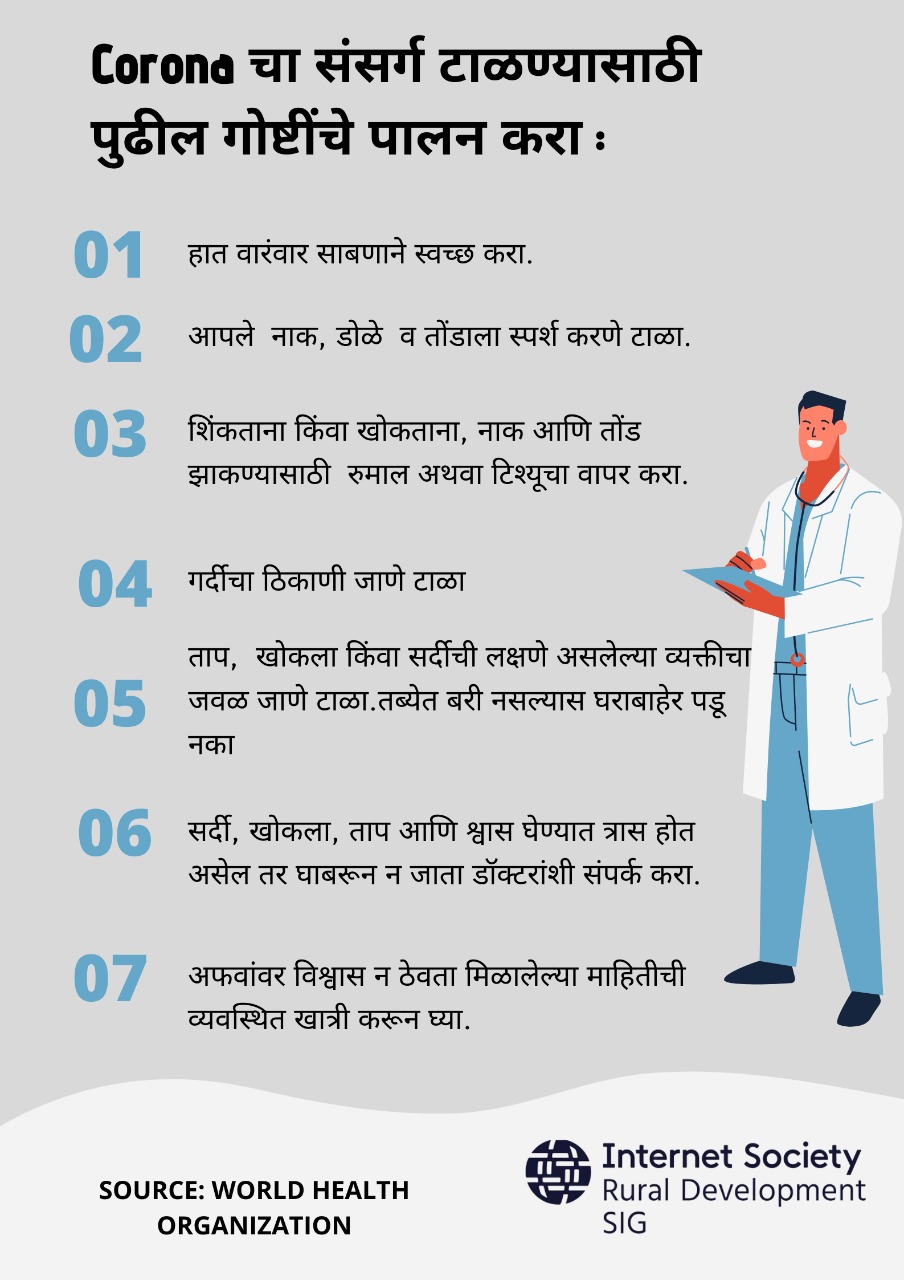 Corona चा संसर्ग टाळण्यासाठी
पुढील गोष्टींचे पालन करा :
01 हात वारंवार साबणाने स्वच्छ करा.
02 आपले नाक, डोळे व तोंडाला स्पर्श करणे टाळा.
03 शिंकताना किंवा खोकताना, नाक आणि तोंड
झाकण्यासाठी रुमाल अथवा टिश्यूचा वापर करा.
04 गर्दीचा ठिकाणी जाणे टाळा
ताप, खोकला किंवा सर्दीची लक्षणे असलेल्या व्यक्तीचा
05 जवळ जाणे टाळा.तब्येत बरी नसल्यास घराबाहेर पडू
नका
06 सर्दी, खोकला, ताप आणि श्वास घेण्यात त्रास होत
असेल तर घाबरून न जाता डॉक्टरांशी संपर्क करा.
07 अफवांवर विश्वास न ठेवता मिळालेल्या माहितीची
व्यवस्थित खात्री करून घ्या.
SOURCE: WORLD HEALTH
ORGANIZATION
Internet Society
Rural Development
SIG